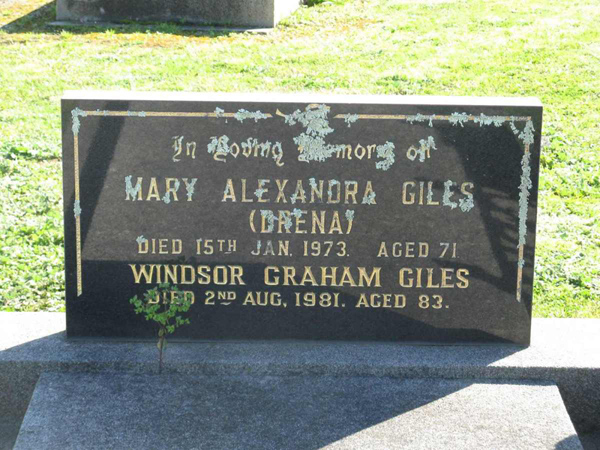 In Loving Memory of
MARY ALEXANDRA GILES
(DRENA)
DIED 15TH JAN. 1973. AGED 71
WINDSOR GRAHAM GILES
DIED 2ND AUG, 1981. AGED 83.